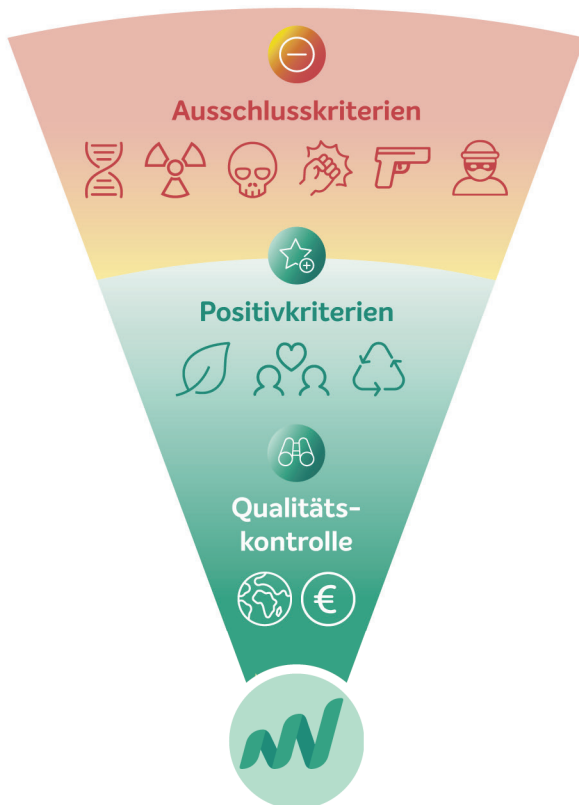 Ausschlusskriterien
Positivkriterien
Qualitäts-
kontrolle
€